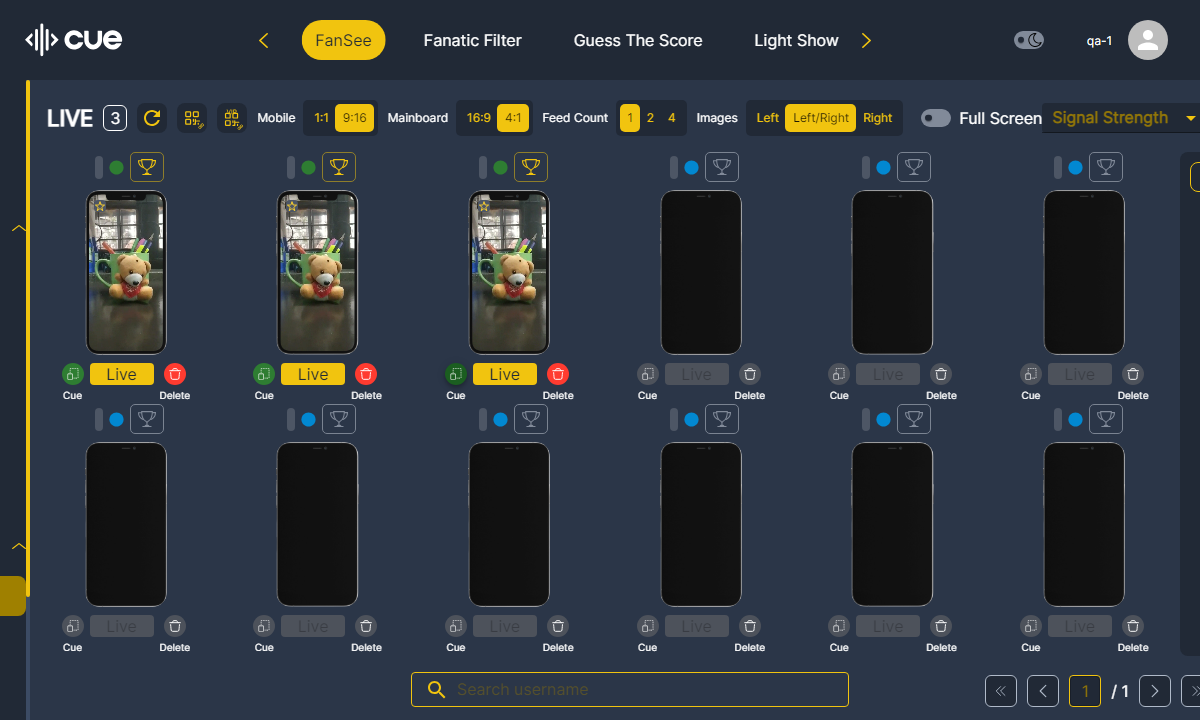 cue
FanSee
Fanatic Filter
Guess The Score
Light Show
qa-1
LIVE 3
Mobile 1:1 9:16
Mainboard 16:9 4:1
Feed Count 1 2 4
Images Left Left/Right Right
Full Screen
Signal Strength
Live Live Live Live Live Live
Cue Delete Cue Delete Cue Delete Cue Delete Cue Delete Cue Delete
Live Live Live Live Live Live
Cue Delete Cue Delete Cue Delete Cue Delete Cue Delete Cue Delete
Search username
1 / 1